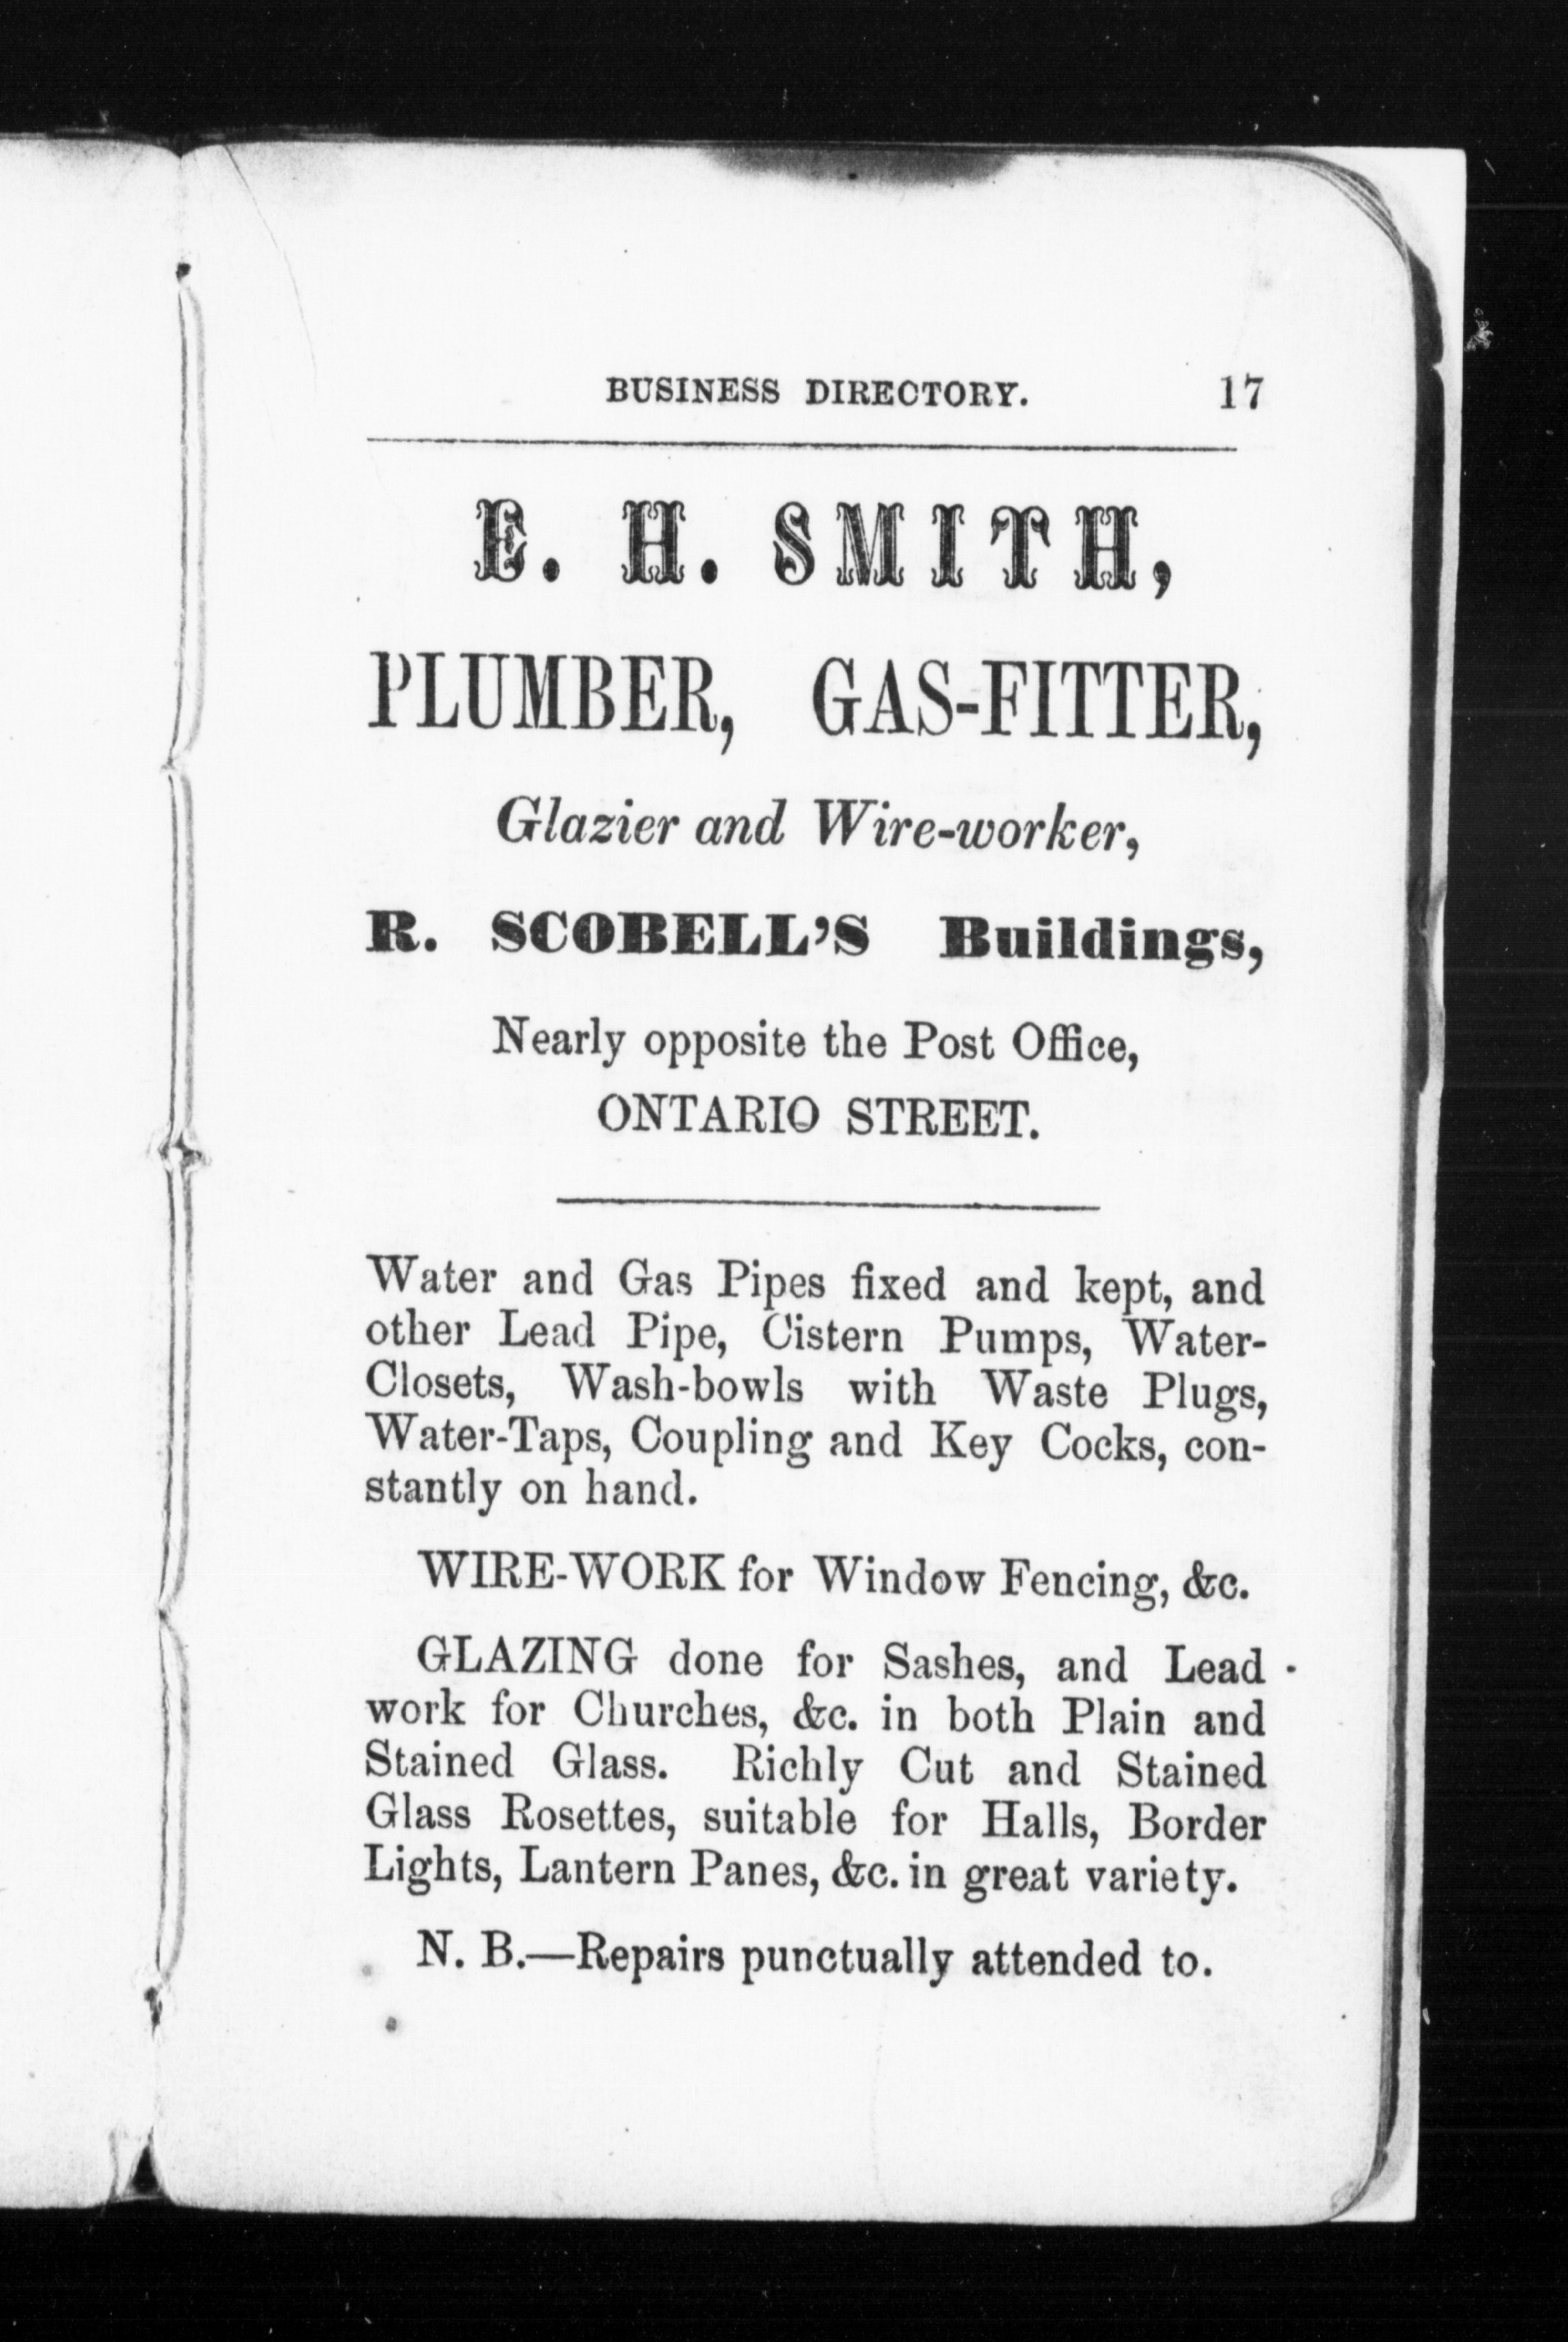 BUSINESS DIRECTORY. 17
E. H. SMITH,
PLUMBER, GAS-FITTER,
Glazier and Wire-worker,
R. SCOBELL'S Buildings,
Nearly opposite the Post Office,
ONTARIO STREET.
Water and Gas Pipes fixed and kept, and
other Lead Pipe, Cistern Pumps, Water-
Closets, Wash-bowls with Waste Plugs,
Water-Taps, Coupling and Key Cocks, con-
stantly on hand.
WIRE-WORK for Window Fencing, &c.
GLAZING done for Sashes, and Lead
work for Churches, &c. in both Plain and
Stained Glass. Richly Cut and Stained
Glass Rosettes, suitable for Halls, Border
Lights, Lantern Panes, &c. in great variety.
N. B.—Repairs punctually attended to.